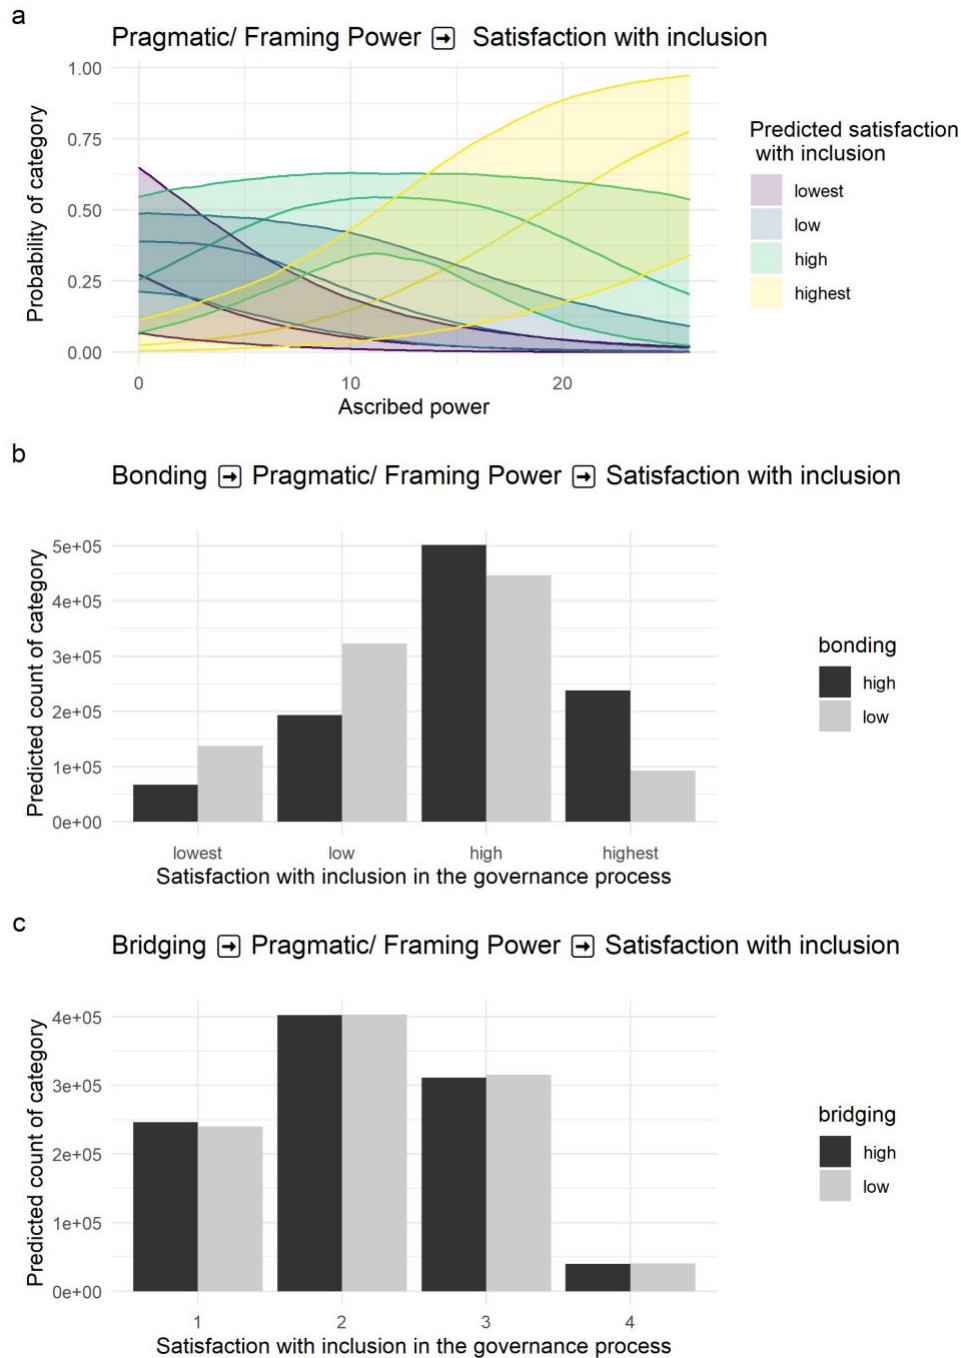 a
Pragmatic/ Framing Power → Satisfaction with inclusion
1.00
0.75
0.50
0.25
0.00
Probability of category
0
10
20
Ascribed power
Predicted satisfaction
with inclusion
lowest
low
high
highest
b
Bonding → Pragmatic/ Framing Power → Satisfaction with inclusion
5e+05
4e+05
3e+05
2e+05
1e+05
0e+00
Predicted count of category
lowest
low
high
highest
Satisfaction with inclusion in the governance process
bonding
high
low
c
Bridging → Pragmatic/ Framing Power → Satisfaction with inclusion
4e+05
3e+05
2e+05
1e+05
0e+00
Predicted count of category
1
2
3
4
Satisfaction with inclusion in the governance process
bridging
high
low